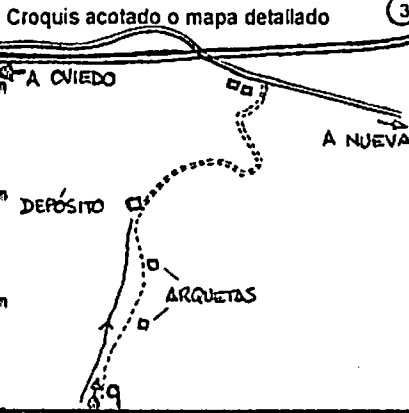 Croquis acotado o mapa detallado
3
A OVIEDO
A NUEVA
DEPÓSITO
ARQUETAS